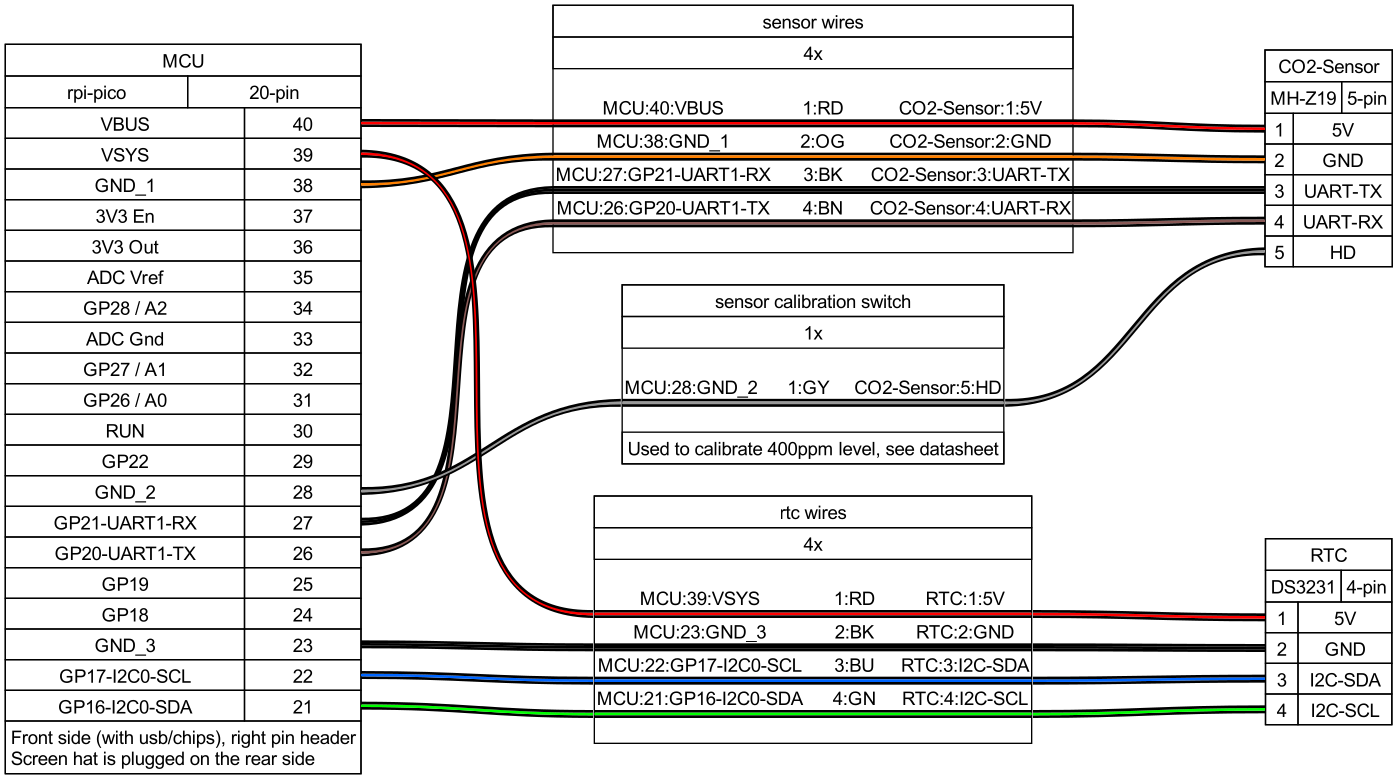 MCU
rpi-pico 20-pin
VBUS 40
VSYS 39
GND_1 38
3V3 En 37
3V3 Out 36
ADC Vref 35
GP28 / A2 34
ADC Gnd 33
GP27 / A1 32
GP26 / A0 31
RUN 30
GP22 29
GND_2 28
GP21-UART1-RX 27
GP20-UART1-TX 26
GP19 25
GP18 24
GND_3 23
GP17-I2C0-SCL 22
GP16-I2C0-SDA 21
Front side (with usb/chips), right pin header
Screen hat is plugged on the rear side
sensor wires
4x
MCU:40:VBUS 1:RD CO2-Sensor:1:5V
MCU:38:GND_1 2:OG CO2-Sensor:2:GND
MCU:27:GP21-UART1-RX 3:BK CO2-Sensor:3:UART-TX
MCU:26:GP20-UART1-TX 4:BN CO2-Sensor:4:UART-RX
sensor calibration switch
1x
MCU:28:GND_2 1:GY CO2-Sensor:5:HD
Used to calibrate 400ppm level, see datasheet
rtc wires
4x
MCU:39:VSYS 1:RD RTC:1:5V
MCU:23:GND_3 2:BK RTC:2:GND
MCU:22:GP17-I2C0-SCL 3:BU RTC:3:I2C-SDA
MCU:21:GP16-I2C0-SDA 4:GN RTC:4:I2C-SCL
CO2-Sensor
MH-Z19 5-pin
1 5V
2 GND
3 UART-TX
4 UART-RX
5 HD
RTC
DS3231 4-pin
1 5V
2 GND
3 I2C-SDA
4 I2C-SCL